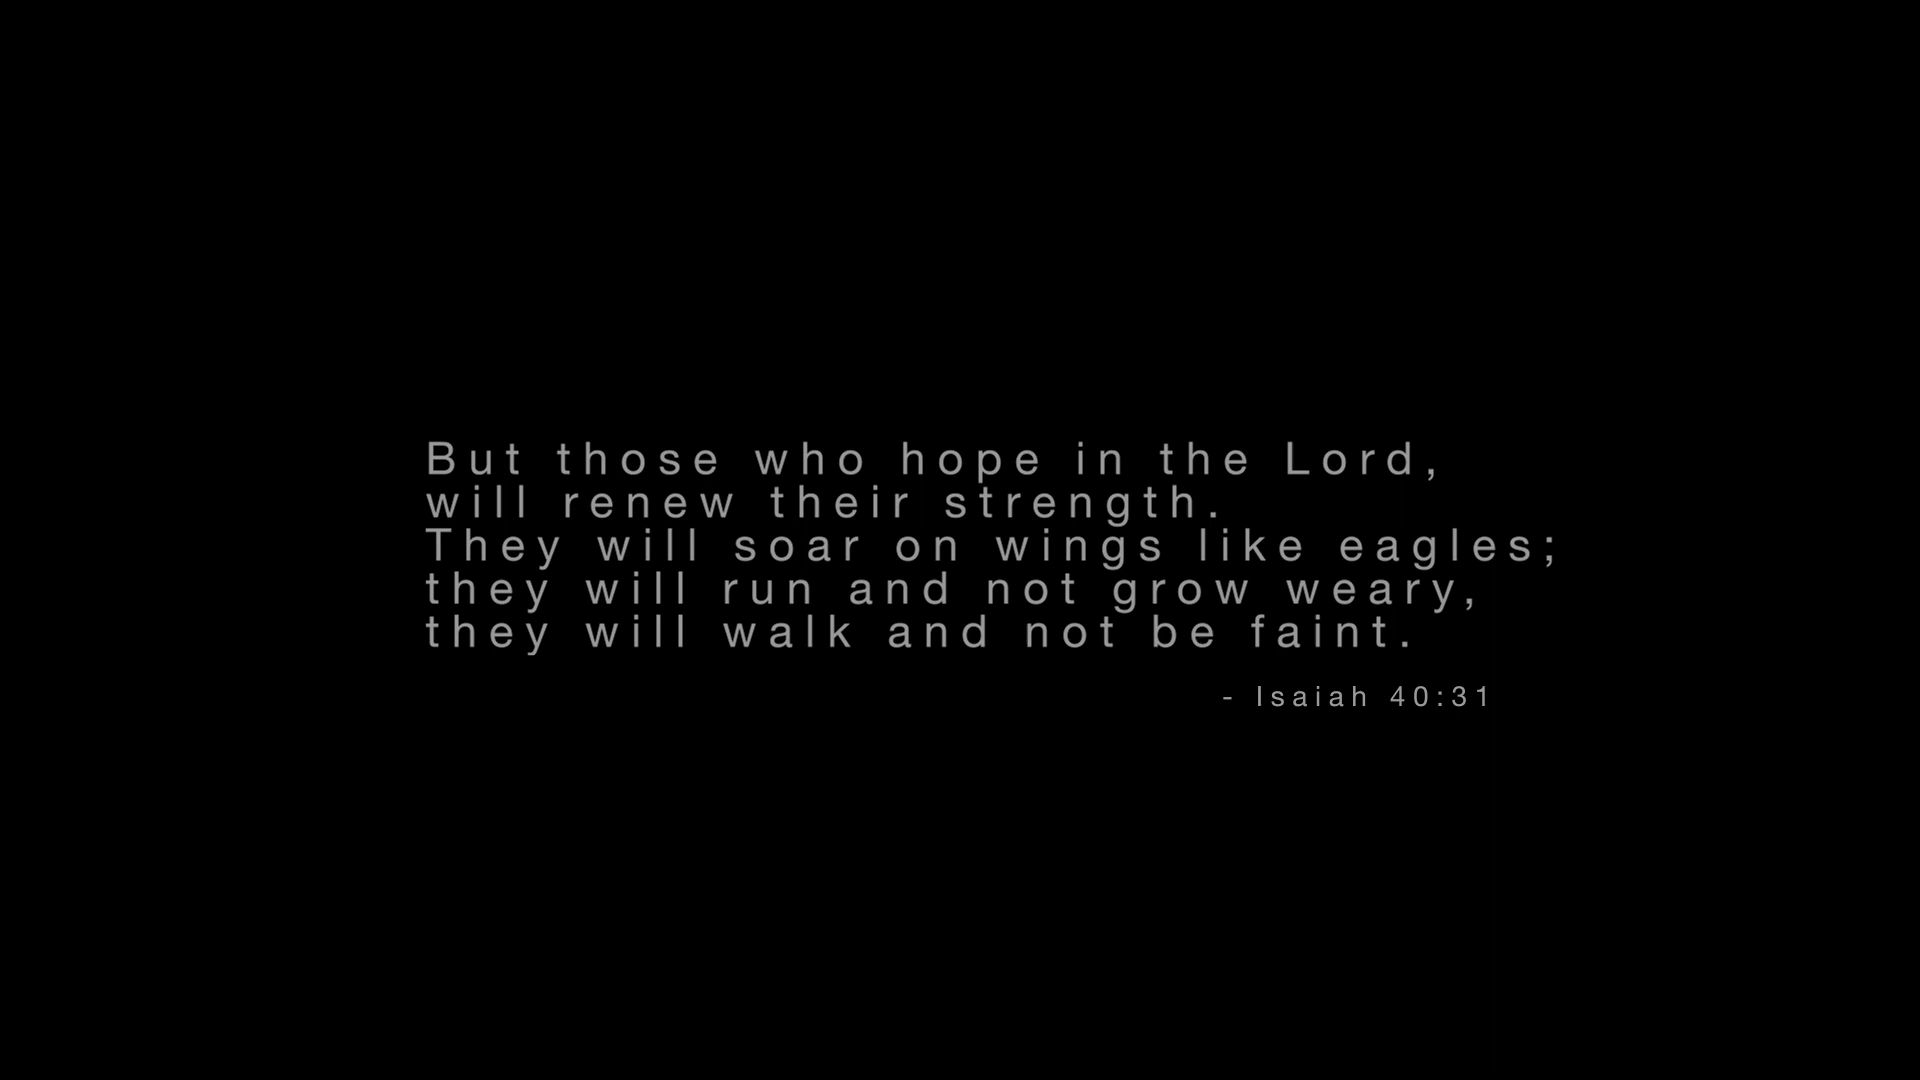 But those who hope in the Lord,
will renew their strength.
They will soar on wings like eagles;
they will run and not grow weary,
they will walk and not be faint.
- Isaiah 40:31